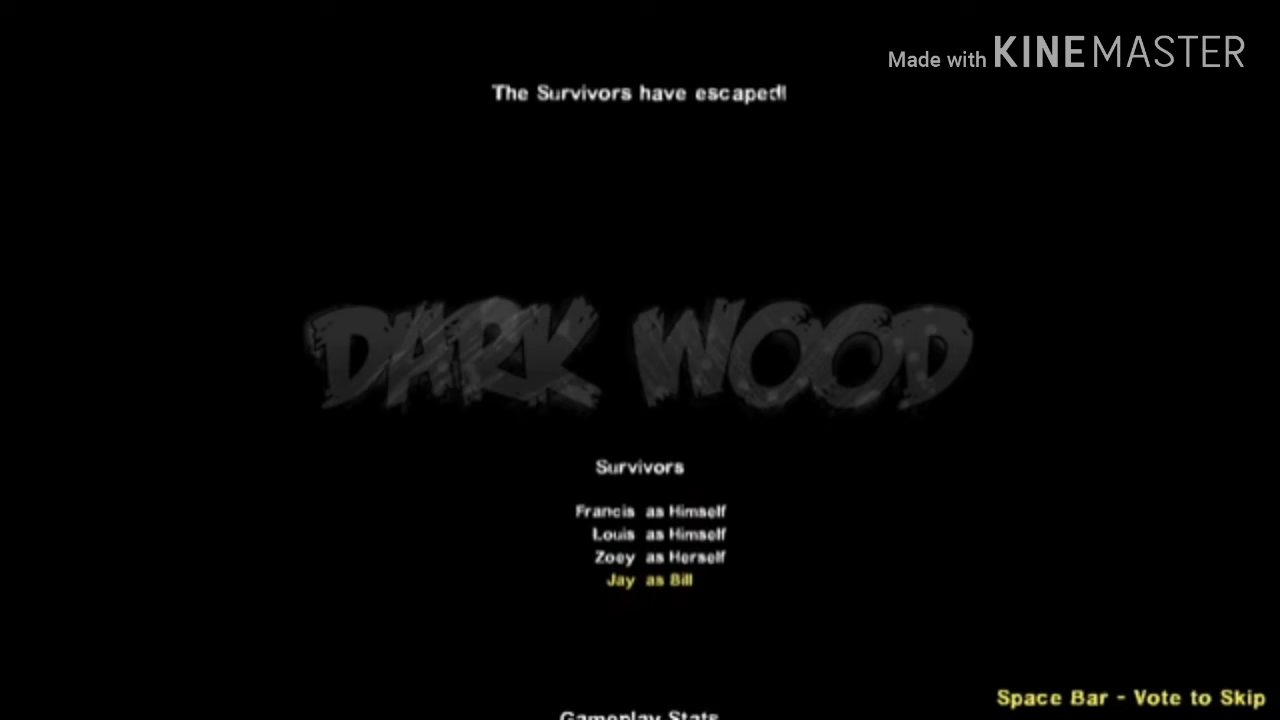 Made with KINEMASTER
The Survivors have escaped!
DARK WOOD
Survivors
Francis as Himself
Louis as Himself
Zoey as Herself
Jay as Bill
Space Bar - Vote to Skip
Gameplay Stats